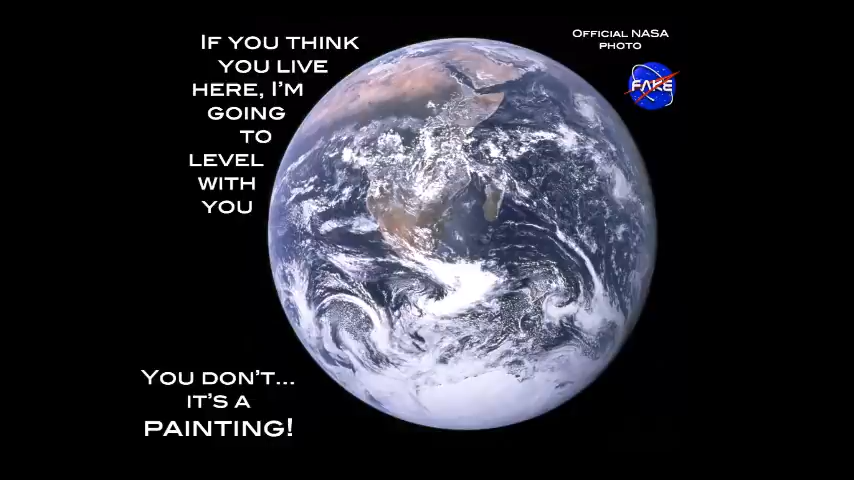 If you think
you live
here, I'm
going
to
level
with
you
Official NASA
photo
FAKE
You don't...
it's a
painting!